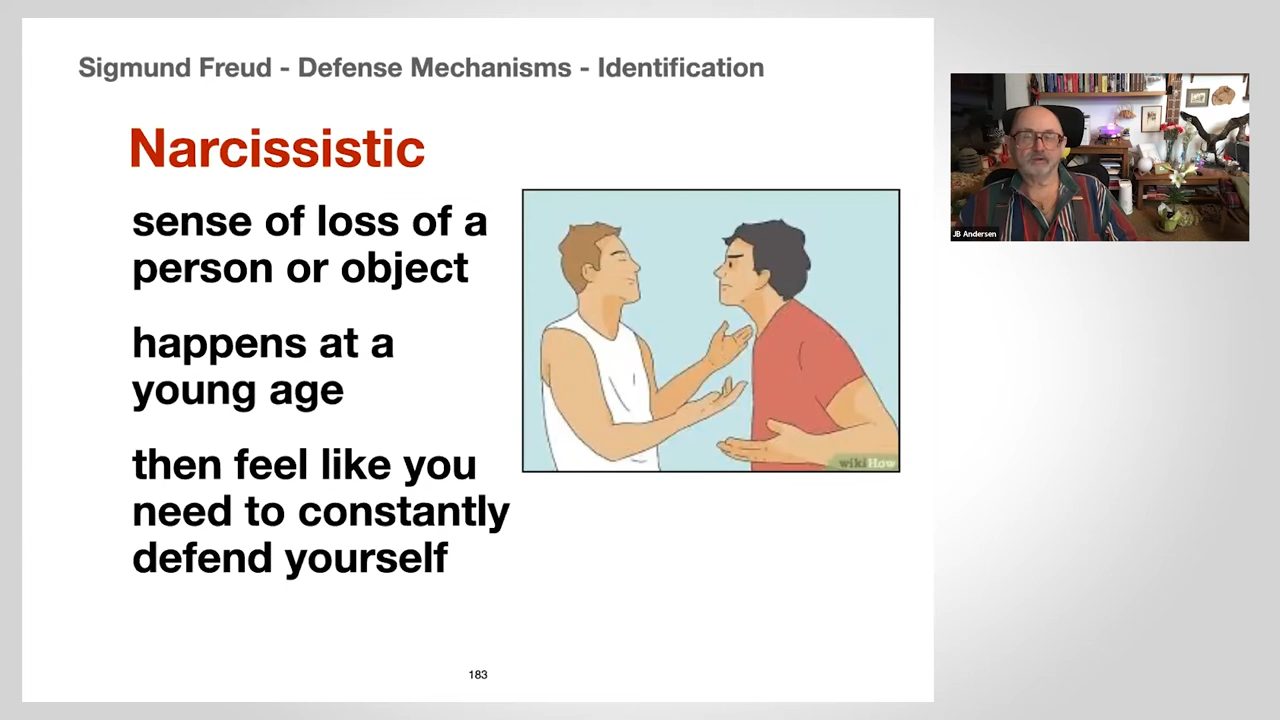 Sigmund Freud - Defense Mechanisms - Identification
Narcissistic
sense of loss of a
person or object
happens at a
young age
then feel like you
need to constantly
defend yourself
wikiHow
183
JB Andersen